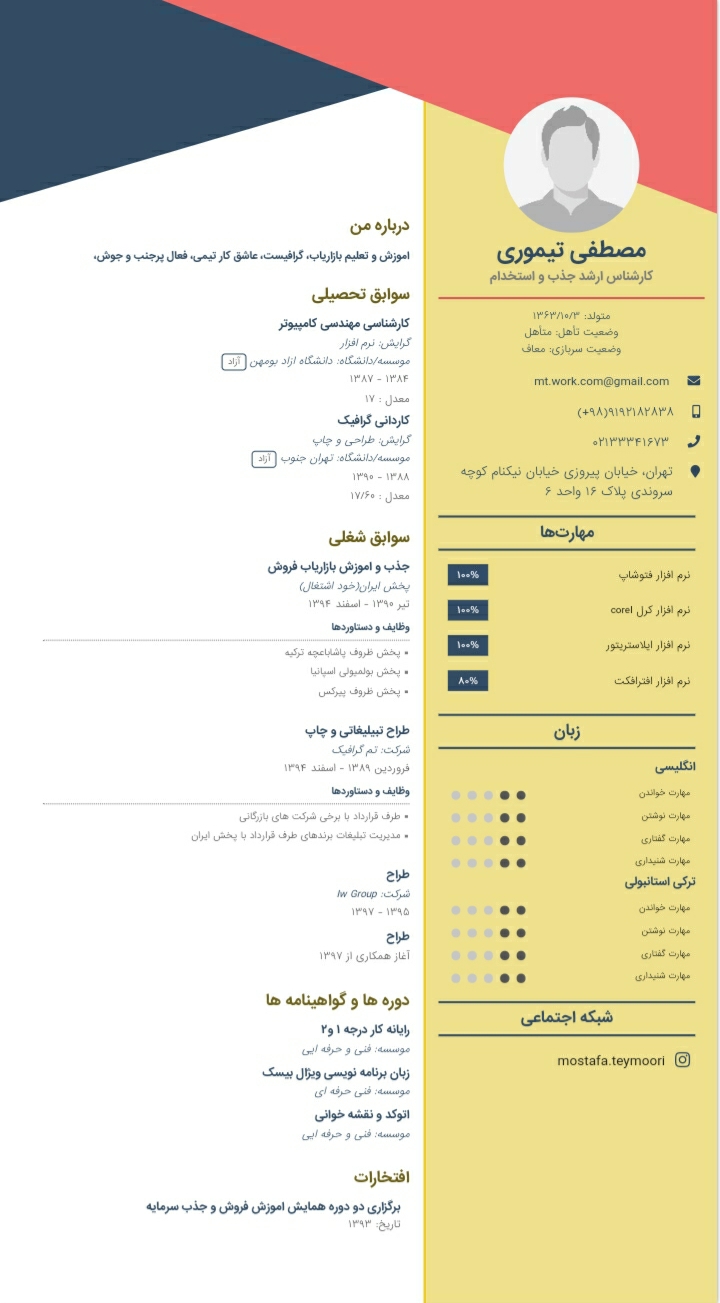 مصطفی تیموری
کارشناس ارشد جذب و استخدام
متولد: ۱۳۶۳/۱۰/۳
وضعیت تأهل: متأهل
وضعیت سربازی: معاف
mt.work.com@gmail.com
(+۹۸)۹۱۹۲۱۸۲۸۳۸
۰۲۱۳۳۳۴۱۶۷۳
تهران، خیابان پیروزی خیابان نیکنام کوچه
سروندی پلاک ۱۶ واحد ۶
مهارت‌ها
نرم افزار فتوشاپ ۱۰۰%
نرم افزار کرل corel ۱۰۰%
نرم افزار ایلاستریتور ۱۰۰%
نرم افزار افترافکت ۸۰%
زبان
انگلیسی
مهارت خواندن
مهارت نوشتن
مهارت گفتاری
مهارت شنیداری
ترکی استانبولی
مهارت خواندن
مهارت نوشتن
مهارت گفتاری
مهارت شنیداری
شبکه اجتماعی
mostafa.teymoori
درباره من
اموزش و تعلیم بازاریاب، گرافیست، عاشق کار تیمی، فعال پرجنب و جوش،
سوابق تحصیلی
کارشناسی مهندسی کامپیوتر
گرایش: نرم افزار
موسسه/دانشگاه: دانشگاه ازاد بومهن آزاد
۱۳۸۴ - ۱۳۸۷
معدل : ۱۷
کاردانی گرافیک
گرایش: طراحی و چاپ
موسسه/دانشگاه: تهران جنوب آزاد
۱۳۸۸ - ۱۳۹۰
معدل : ۱۷/۶۰
سوابق شغلی
جذب و اموزش بازاریاب فروش
پخش ایران(خود اشتغال)
تیر ۱۳۹۰ - اسفند ۱۳۹۴
وظایف و دستاوردها
▪ پخش ظروف پاشاباغچه ترکیه
▪ پخش بولمیولی اسپانیا
▪ پخش ظروف پیرکس
طراح تبیلیغاتی و چاپ
شرکت: تم گرافیک
فروردین ۱۳۸۹ - اسفند ۱۳۹۴
وظایف و دستاوردها
▪ طرف قرارداد با برخی شرکت های بازرگانی
▪ مدیریت تبلیغات برندهای طرف قرارداد با پخش ایران
طراح
شرکت: Iw Group
۱۳۹۵ - ۱۳۹۷
طراح
آغاز همکاری از ۱۳۹۷
دوره ها و گواهینامه ها
رایانه کار درجه ۱ و۲
موسسه: فنی و حرفه ایی
زبان برنامه نویسی ویژال بیسک
موسسه: فنی حرفه ای
اتوکد و نقشه خوانی
موسسه: فنی و حرفه ایی
افتخارات
برگزاری دو دوره همایش اموزش فروش و جذب سرمایه
تاریخ: ۱۳۹۳